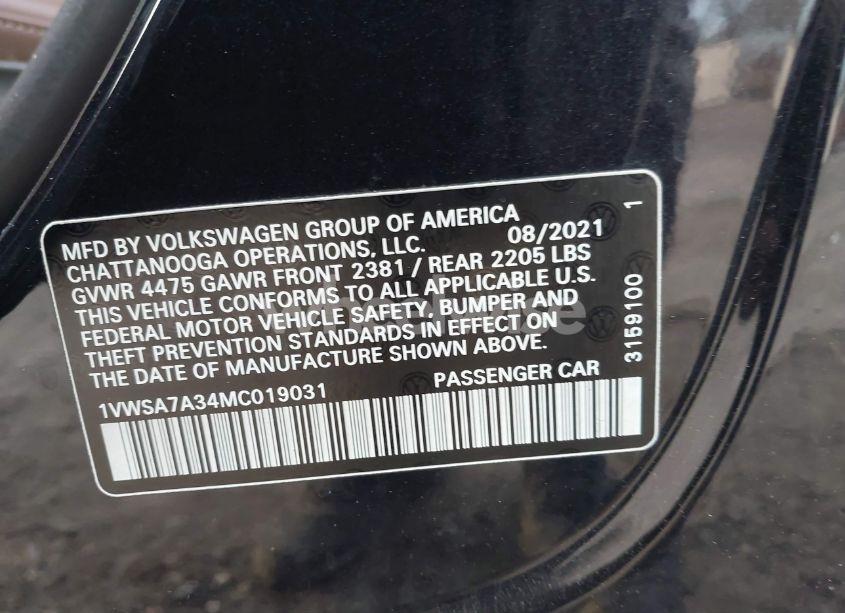 MFD BY VOLKSWAGEN GROUP OF AMERICA
CHATTANOOGA OPERATIONS, LLC. 08/2021
GVWR 4475 GAWR FRONT 2381 / REAR 2205 LBS
THIS VEHICLE CONFORMS TO ALL APPLICABLE U.S.
FEDERAL MOTOR VEHICLE SAFETY, BUMPER AND
THEFT PREVENTION STANDARDS IN EFFECT ON
THE DATE OF MANUFACTURE SHOWN ABOVE.
1VWSA7A34MC019031 PASSENGER CAR
3159100 1